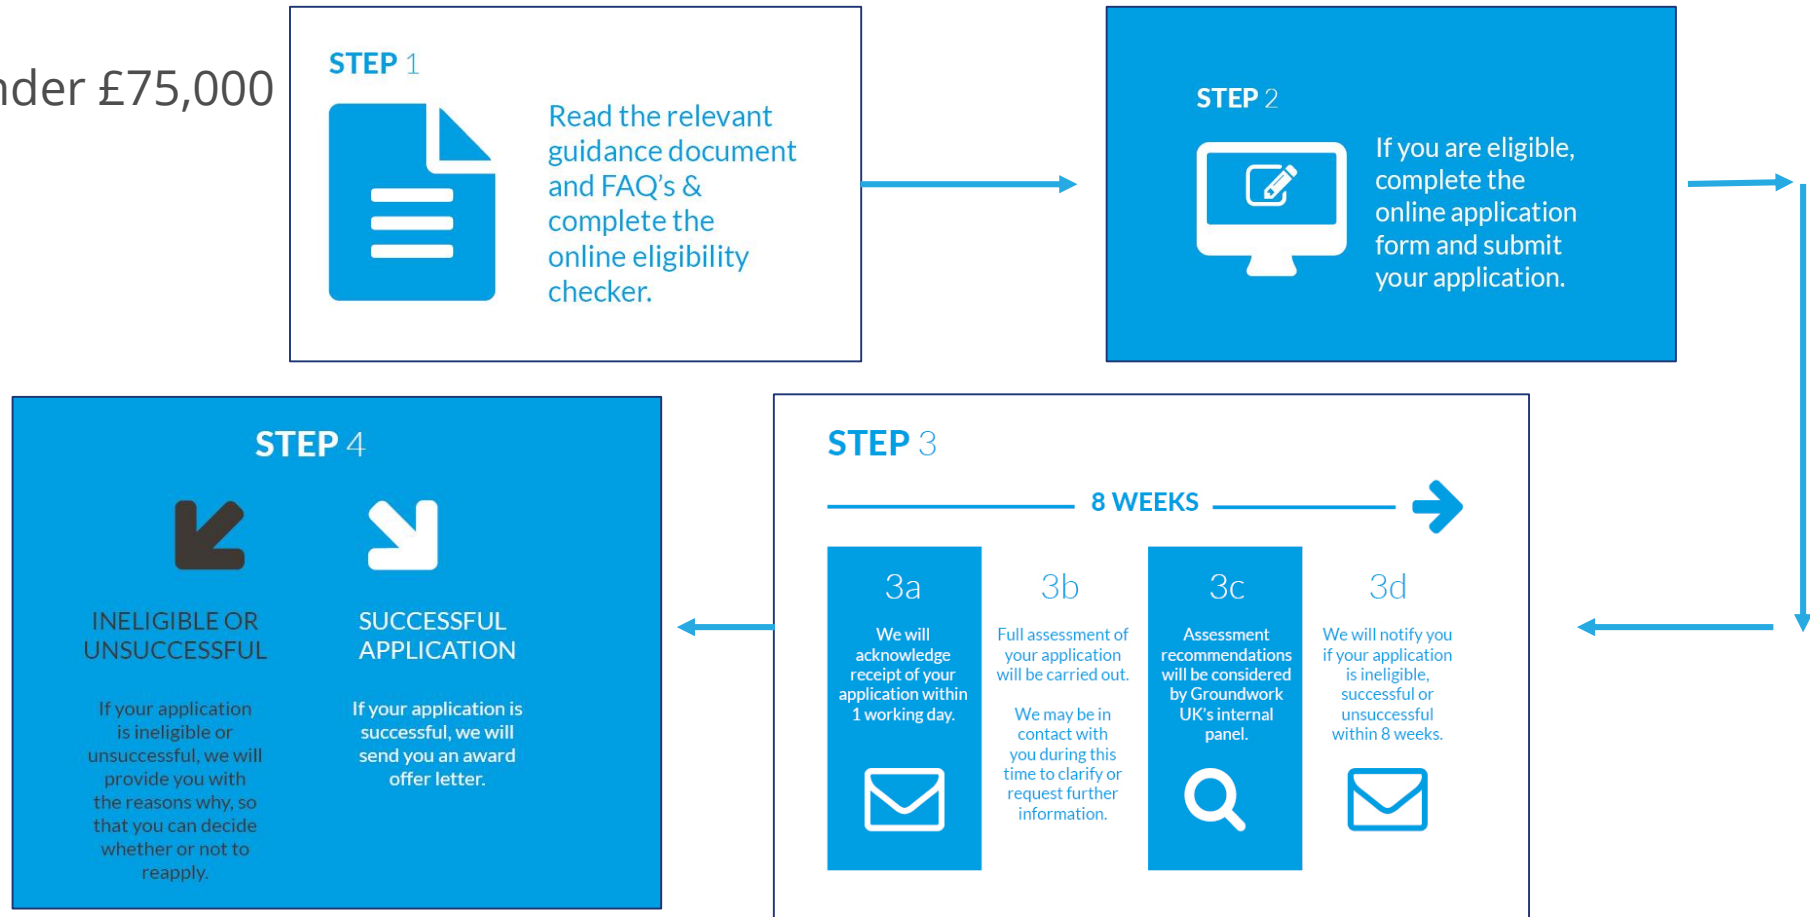 nder £75,000
STEP 1
Read the relevant
guidance document
and FAQ's &
complete the
online eligibility
checker.
STEP 2
If you are eligible,
complete the
online application
form and submit
your application.
STEP 3
8 WEEKS
3a
We will
acknowledge
receipt of your
application within
1 working day.
3b
Full assessment of
your application
will be carried out.
We may be in
contact with
you during this
time to clarify or
request further
information.
3c
Assessment
recommendations
will be considered
by Groundwork
UK's internal
panel.
3d
We will notify you
if your application
is ineligible,
successful or
unsuccessful
within 8 weeks.
STEP 4
INELIGIBLE OR
UNSUCCESSFUL
If your application
is ineligible or
unsuccessful, we will
provide you with
the reasons why, so
that you can decide
whether or not to
reapply.
SUCCESSFUL
APPLICATION
If your application is
successful, we will
send you an award
offer letter.